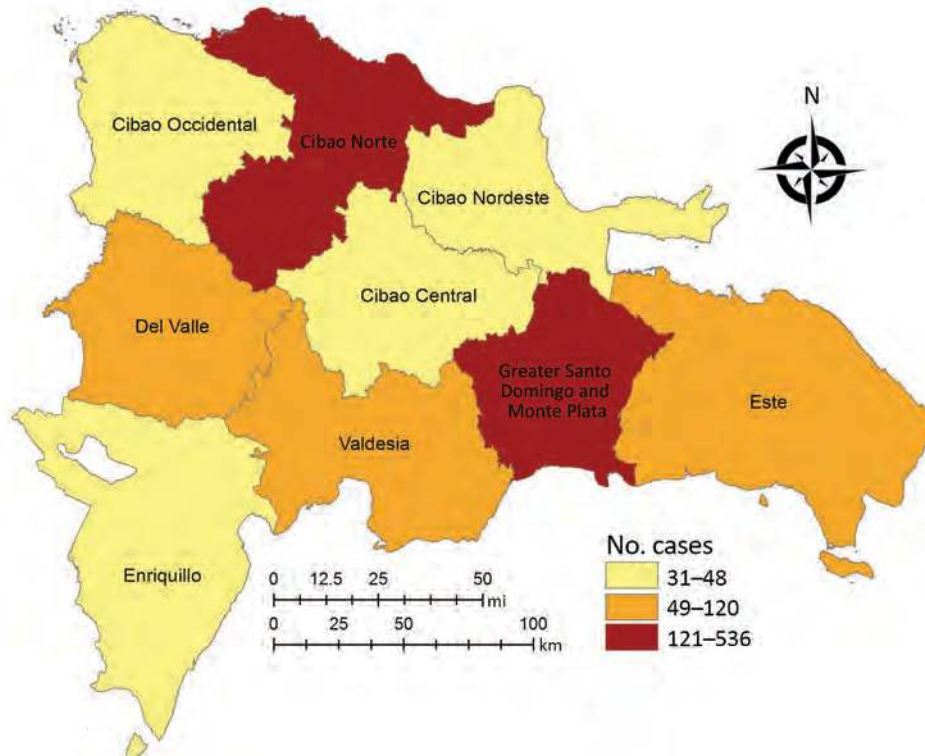 N
Cibao Occidental
Cibao Norte
Cibao Nordeste
Cibao Central
Del Valle
Greater Santo
Domingo and
Monte Plata
Este
Valdesia
Enriquillo
No. cases
31–48
49–120
121–536
0 12.5 25 50
mi
0 25 50 75 100
km